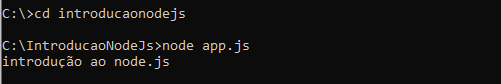 C:\>cd introducaonodejs
C:\IntroducaoNodeJs>node app.js
introdução ao node.js